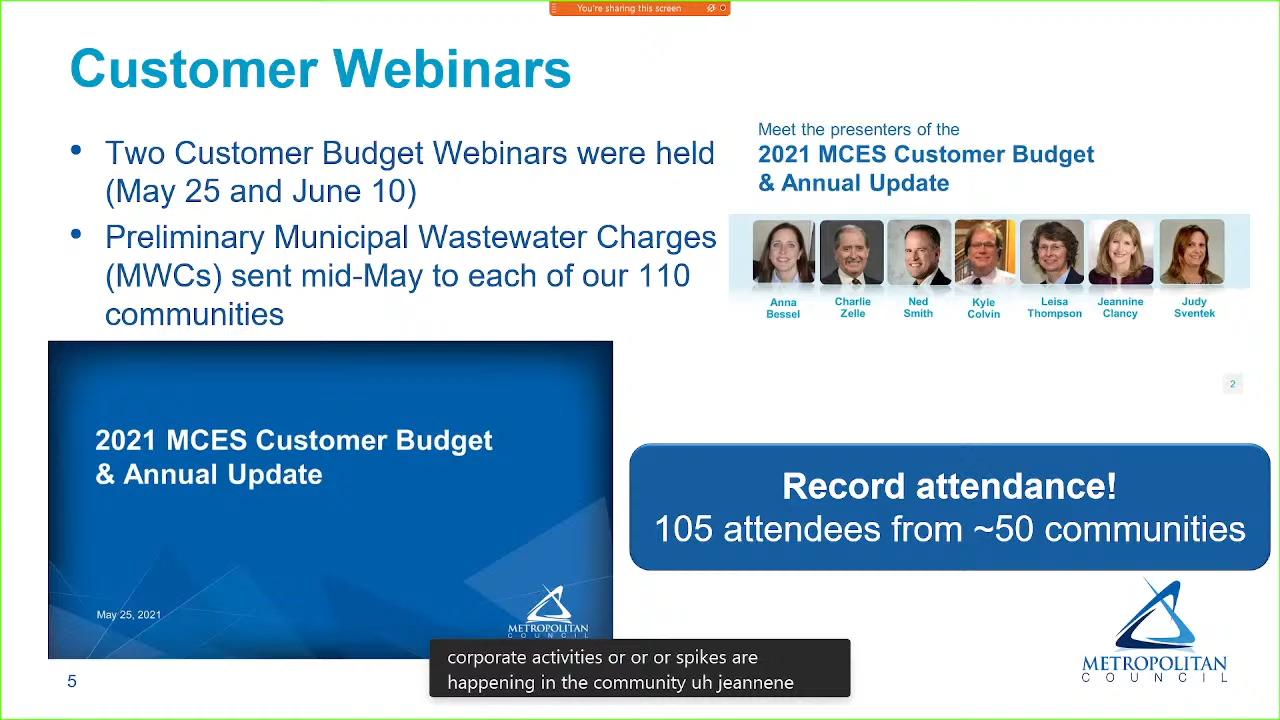 You're sharing this screen
Customer Webinars
• Two Customer Budget Webinars were held
(May 25 and June 10)
• Preliminary Municipal Wastewater Charges
(MWCs) sent mid-May to each of our 110
communities
Meet the presenters of the
2021 MCES Customer Budget
& Annual Update
Anna
Bessel
Charlie
Zelle
Ned
Smith
Kyle
Colvin
Leisa
Thompson
Jeannine
Clancy
Judy
Sventek
2
2021 MCES Customer Budget
& Annual Update
May 25, 2021
METROPOLITAN
COUNCIL
Record attendance!
105 attendees from ~50 communities
METROPOLITAN
COUNCIL
corporate activities or or or spikes are
happening in the community uh jeannene
5